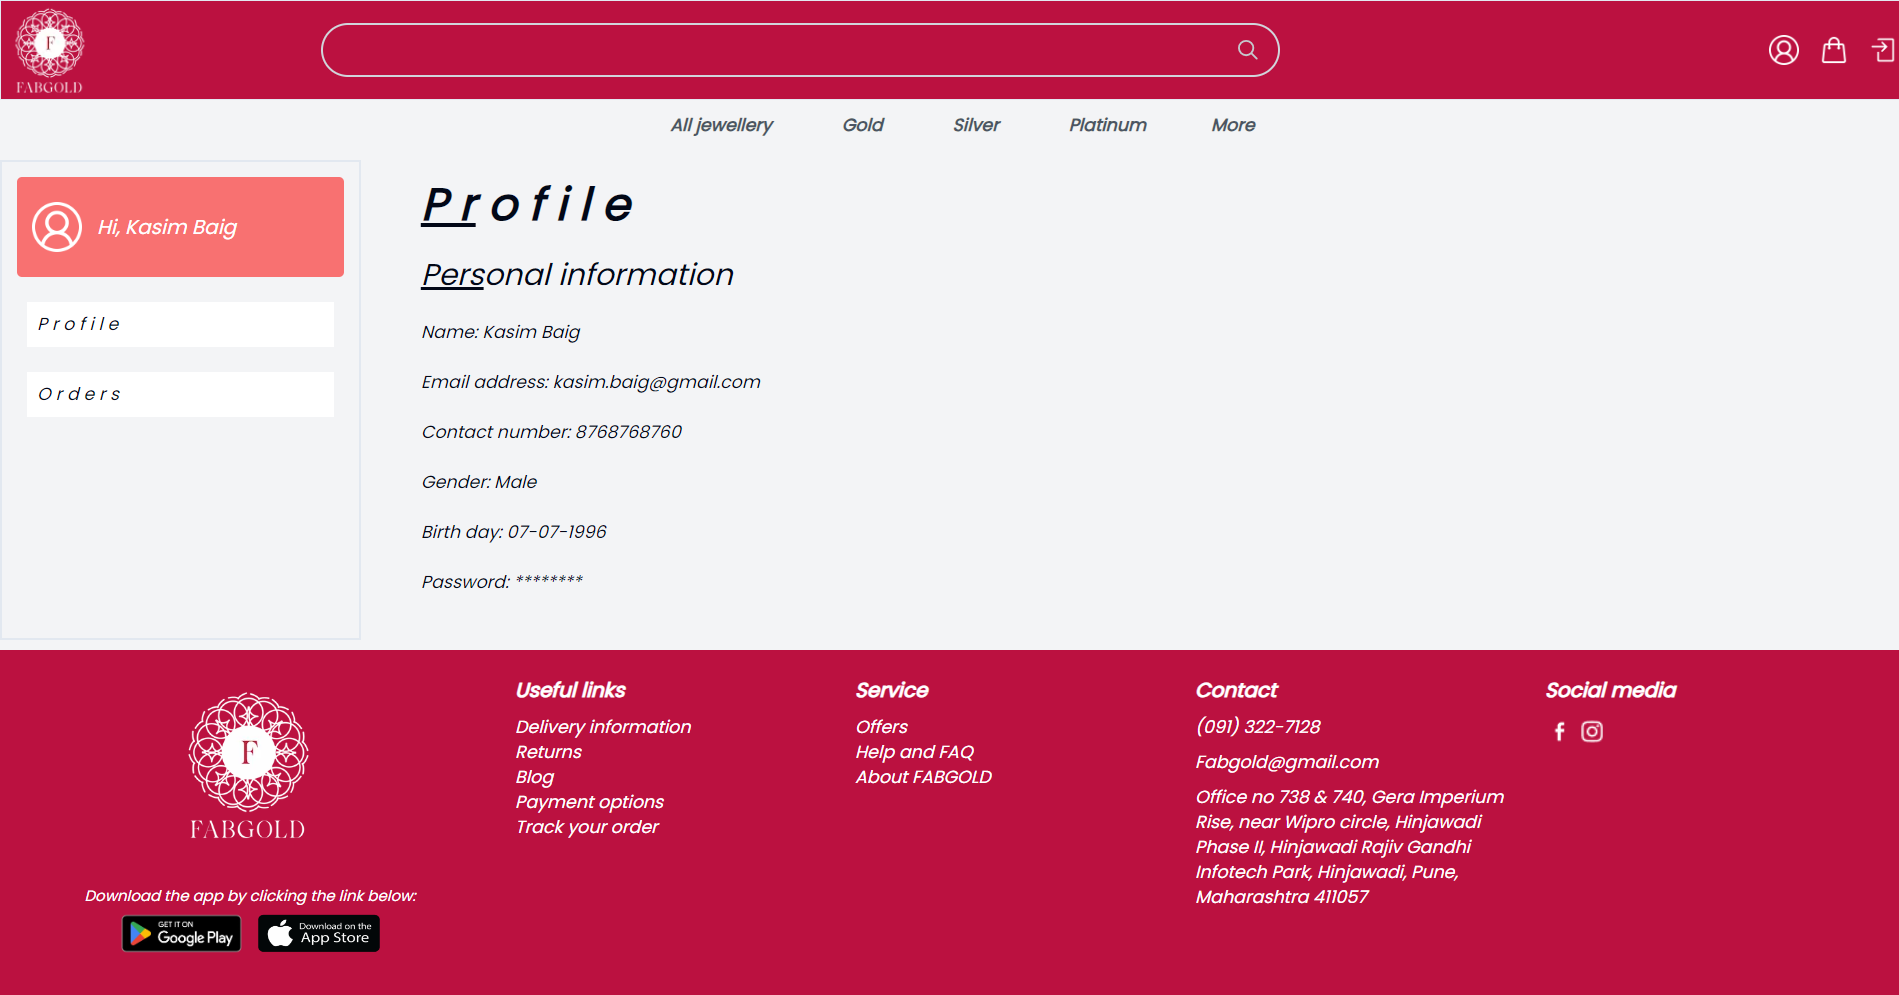 F
FABGOLD
All jewellery Gold Silver Platinum More
Hi, Kasim Baig
Profile
Orders
Profile
Personal information
Name: Kasim Baig
Email address: kasim.baig@gmail.com
Contact number: 8768768760
Gender: Male
Birth day: 07-07-1996
Password: ********
F
FABGOLD
Download the app by clicking the link below:
GET IT ON
Google Play
Download on the
App Store
Useful links
Delivery information
Returns
Blog
Payment options
Track your order
Service
Offers
Help and FAQ
About FABGOLD
Contact
(091) 322-7128
Fabgold@gmail.com
Office no 738 & 740, Gera Imperium
Rise, near Wipro circle, Hinjawadi
Phase II, Hinjawadi Rajiv Gandhi
Infotech Park, Hinjawadi, Pune,
Maharashtra 411057
Social media